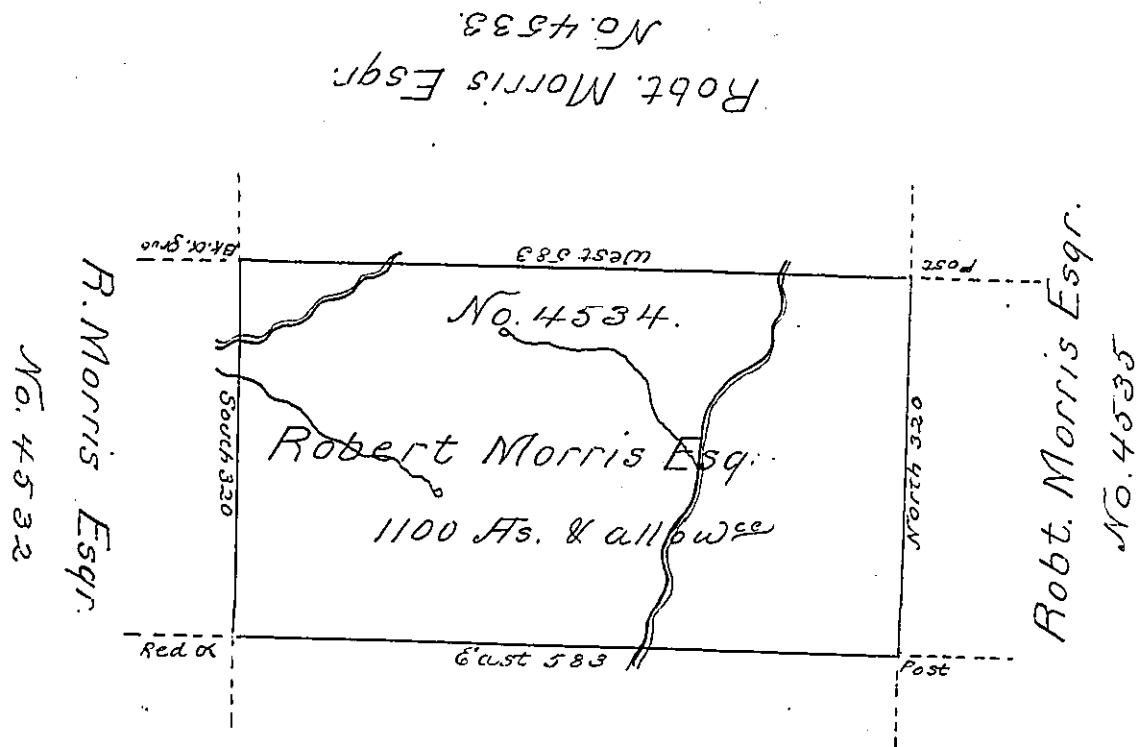 Robt. Morris Esqr.
No. 4533.
Bk. O. grub
West 583
Post
No. 4534.
R. Morris Esqr.
No. 4532
South 320
Robert Morris Esq.
1100 As. & allowce
North 320
Robt. Morris Esqr.
No. 4535
Red O
East 583
Post